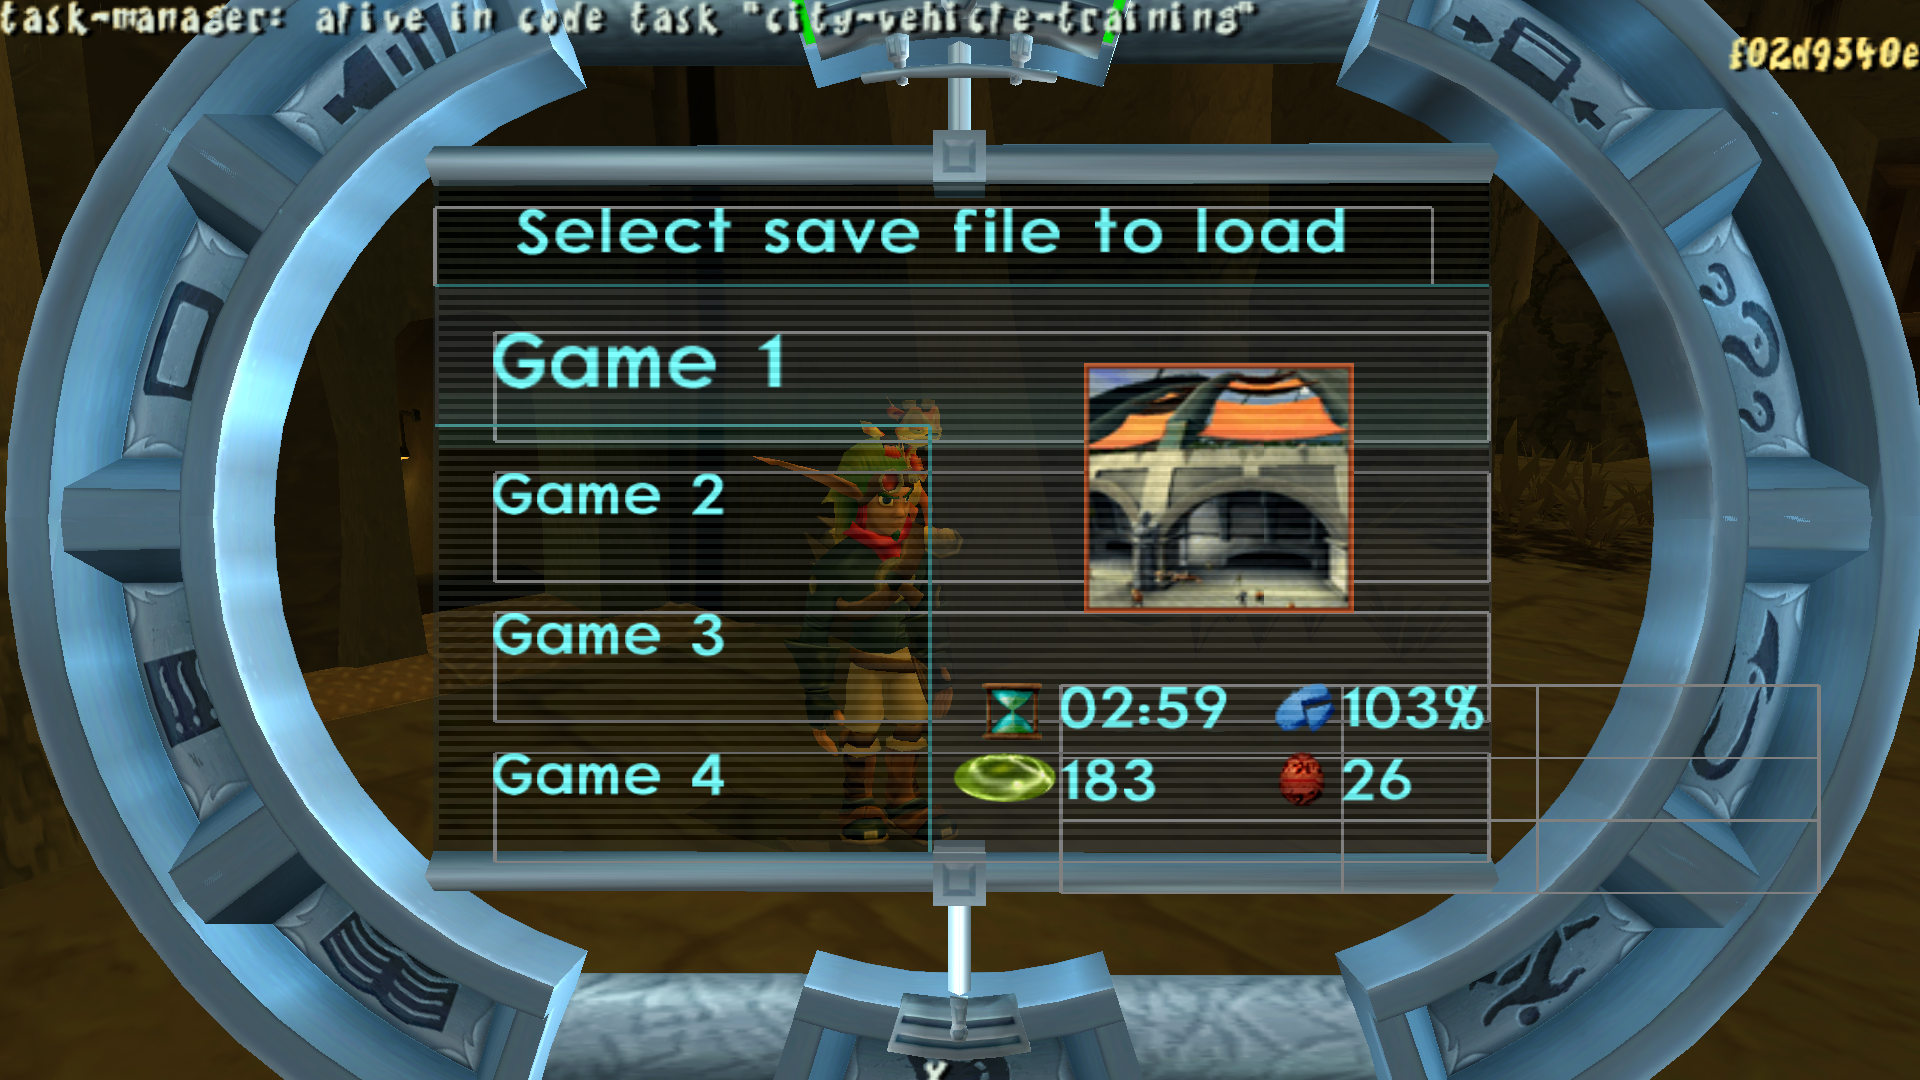 task-manager: alive in code task "city-vehicle-training"
f02d9340e
Select save file to load
Game 1
Game 2
Game 3
02:59 103%
Game 4
183 26
X